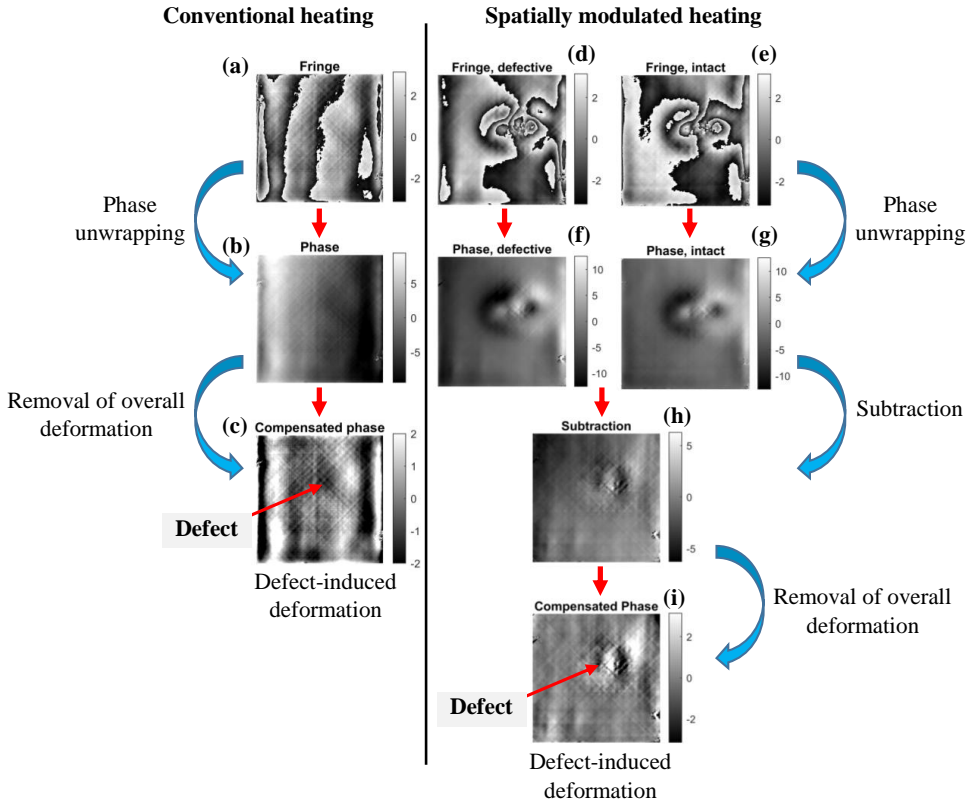 Conventional heating
Spatially modulated heating
(a)
Fringe
2
0
-2
Phase
unwrapping
(b)
Phase
5
0
-5
Removal of overall
deformation
(c)
Compensated phase
2
1
0
-1
-2
Defect
Defect-induced
deformation
(d)
Fringe, defective
2
0
-2
(e)
Fringe, intact
2
0
-2
Phase
unwrapping
(f)
Phase, defective
10
5
0
-5
-10
(g)
Phase, intact
10
5
0
-5
-10
Subtraction
(h)
Subtraction
5
0
-5
Removal of overall
deformation
(i)
Compensated Phase
2
0
-2
Defect
Defect-induced
deformation